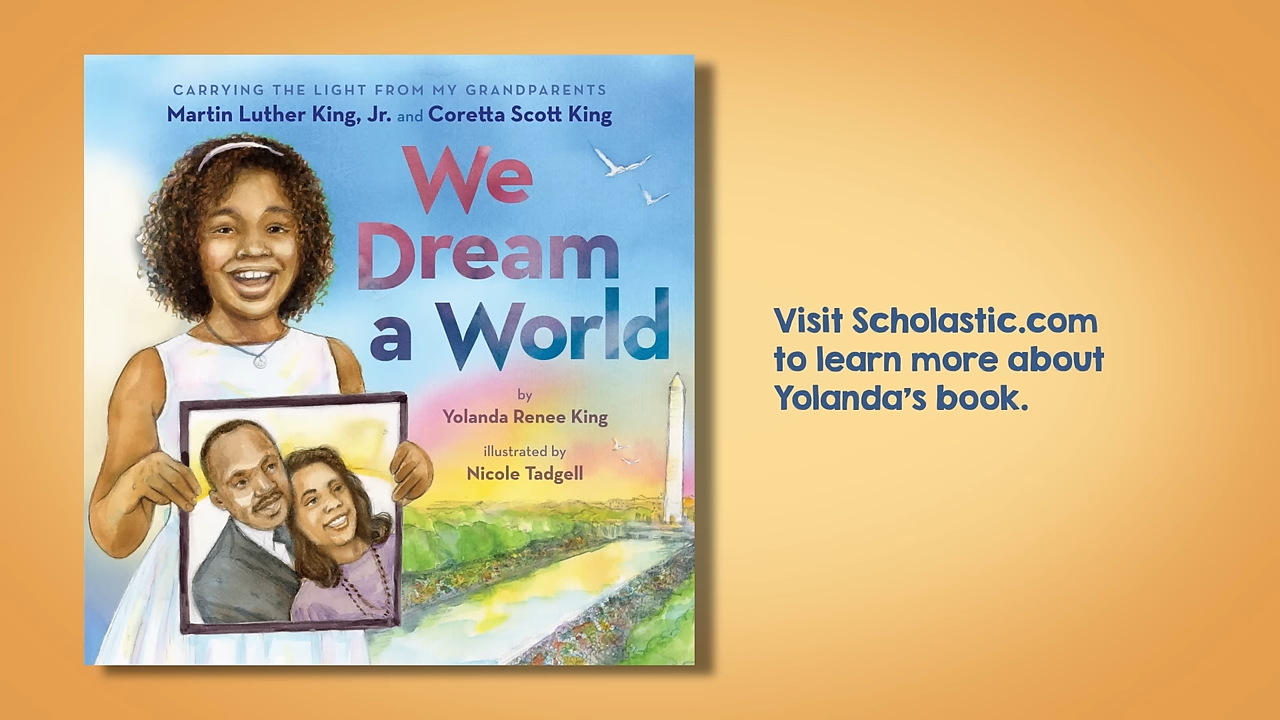 CARRYING THE LIGHT FROM MY GRANDPARENTS
Martin Luther King, Jr. and Coretta Scott King
We
Dream
a World
by
Yolanda Renee King
illustrated by
Nicole Tadgell
Visit Scholastic.com
to learn more about
Yolanda's book.